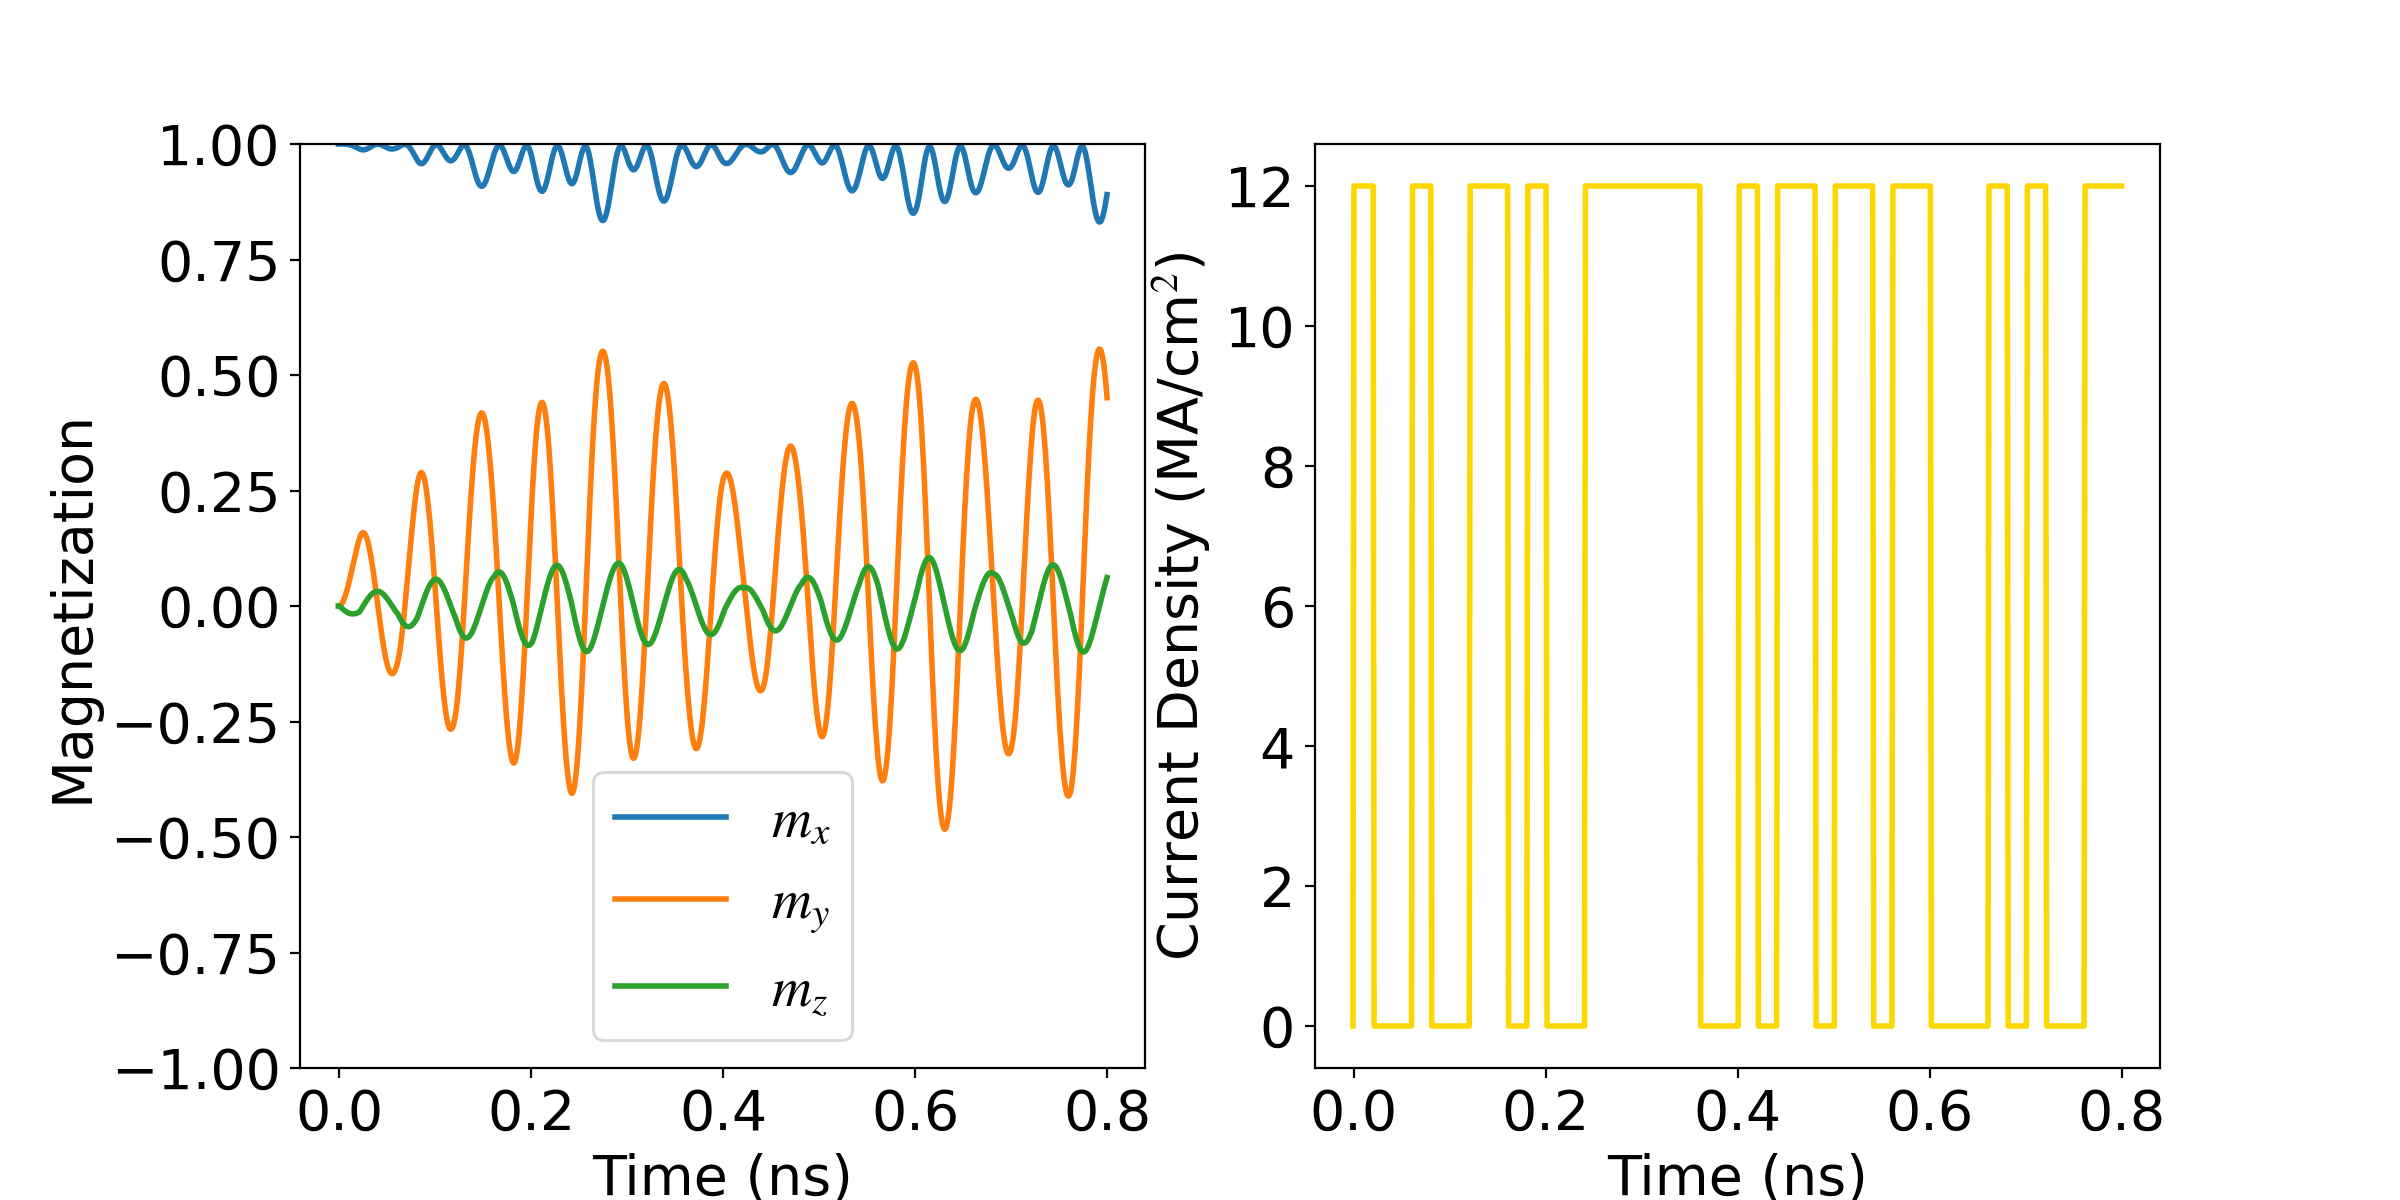 Magnetization
1.00
0.75
0.50
0.25
0.00
−0.25
−0.50
−0.75
−1.00
0.0 0.2 0.4 0.6 0.8
Time (ns)
m_x
m_y
m_z
Current Density (MA/cm²)
12
10
8
6
4
2
0
0.0 0.2 0.4 0.6 0.8
Time (ns)